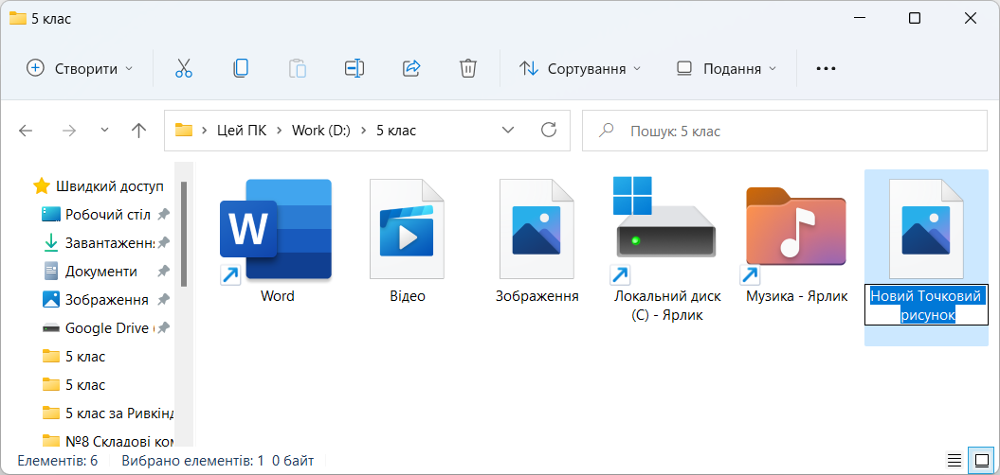 5 клас
Створити
Сортування
Подання
Цей ПК > Work (D:) > 5 клас
Пошук: 5 клас
Швидкий доступ
Робочий стіл
Завантаженн
Документи
Зображення
Google Drive (
5 клас
5 клас
5 клас за Ривкінд
№8 Складові ком
W
Word
Відео
Зображення
Локальний диск
(C) - Ярлик
Музика - Ярлик
Новий Точковий
рисунок
Елементів: 6
Вибрано елементів: 1 0 байт